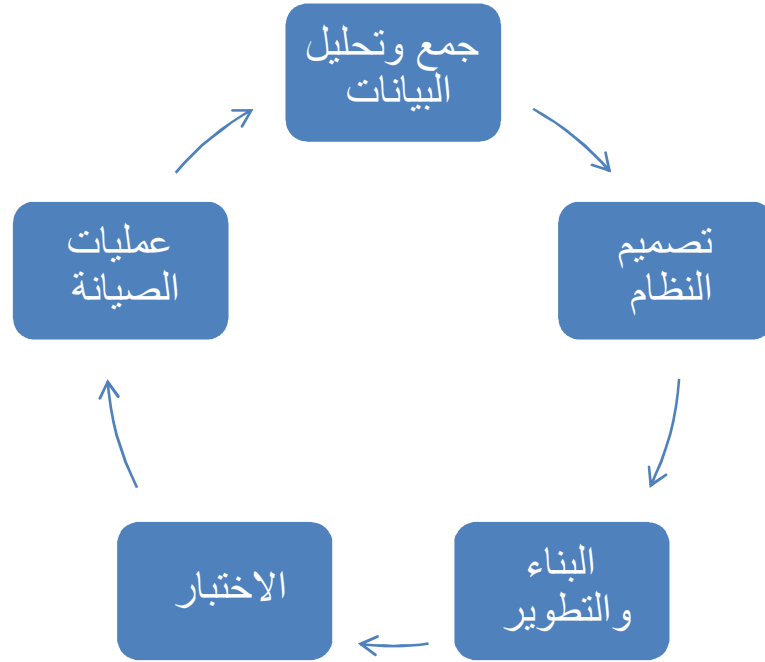 جمع وتحليل
البيانات
تصميم
النظام
البناء
والتطوير
الاختبار
عمليات
الصيانة